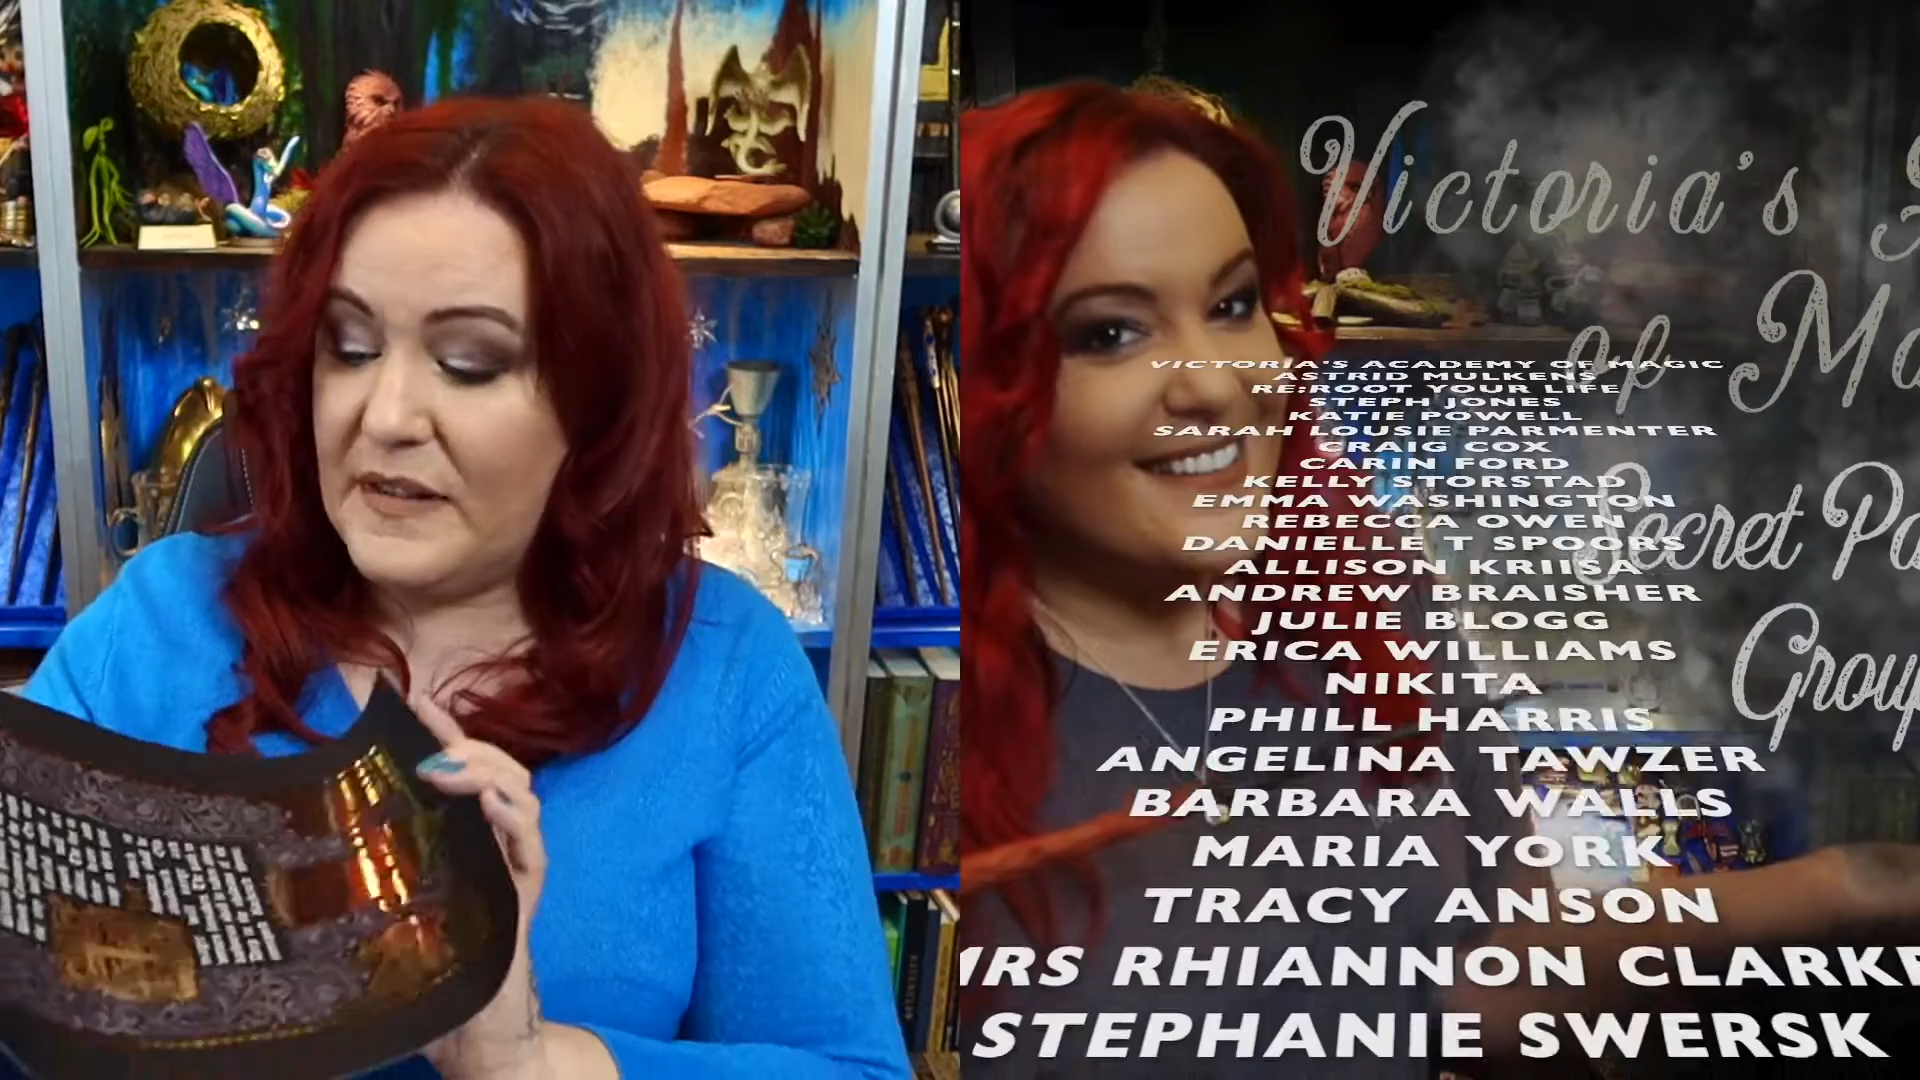 Victoria's
of Ma
Secret Pa
Group
VICTORIA'S ACADEMY OF MAGIC
ASTRID MULKENS
RE:ROOT YOUR LIFE
STEPH JONES
KATIE POWELL
SARAH LOUSIE PARMENTER
CRAIG COX
CARIN FORD
KELLY STORSTAD
EMMA WASHINGTON
REBECCA OWEN
DANIELLE T SPOORS
ALLISON KRIISA
ANDREW BRAISHER
JULIE BLOGG
ERICA WILLIAMS
NIKITA
PHILL HARRIS
ANGELINA TAWZER
BARBARA WALLS
MARIA YORK
TRACY ANSON
MRS RHIANNON CLARKE
STEPHANIE SWERSK